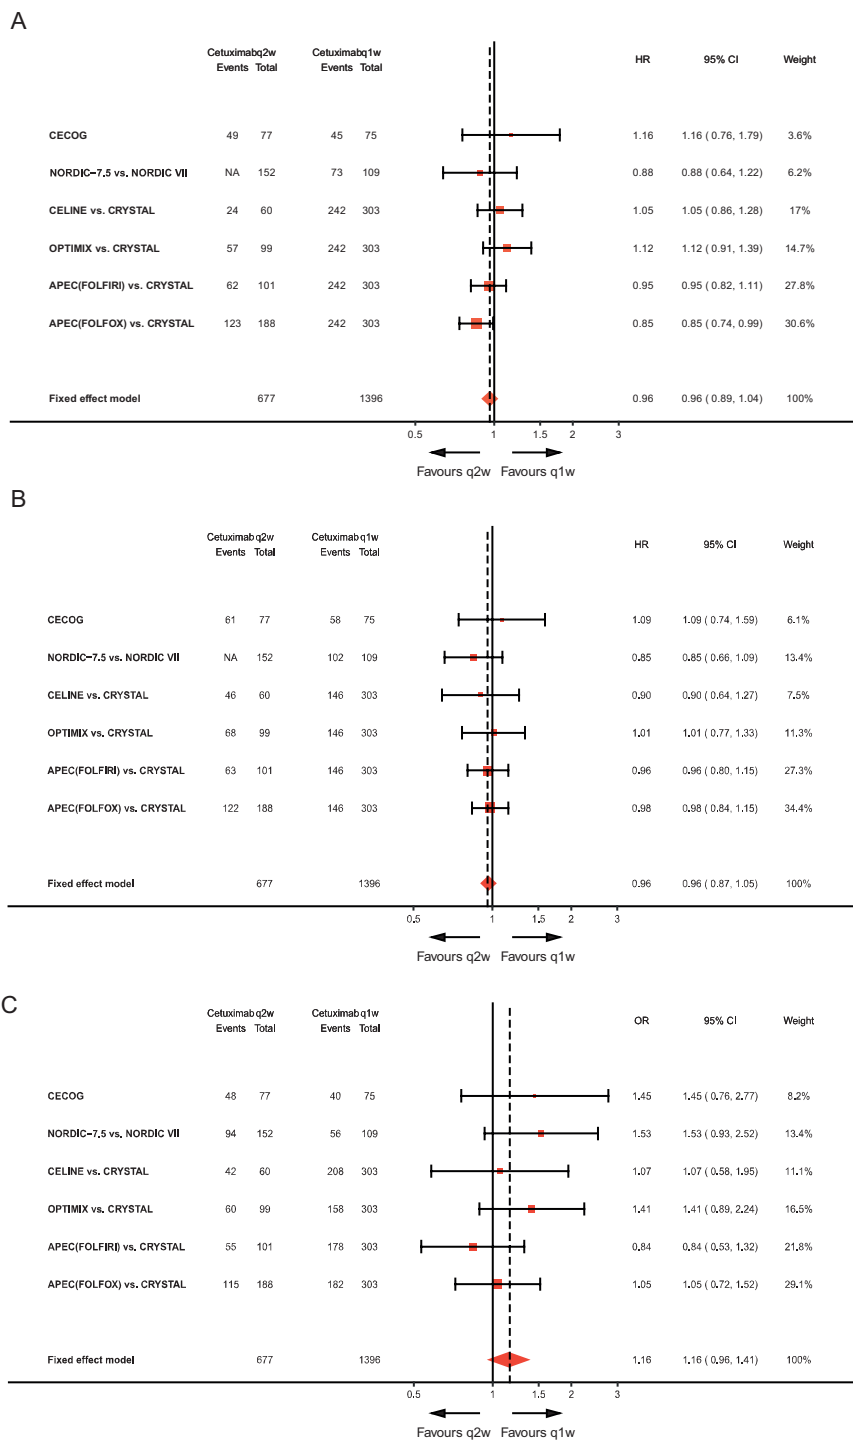 A
Cetuximabq2w Cetuximabq1w
Events Total Events Total HR 95% CI Weight
CECOG 49 77 45 75 1.16 1.16 ( 0.76, 1.79) 3.6%
NORDIC−7.5 vs. NORDIC VII NA 152 73 109 0.88 0.88 ( 0.64, 1.22) 6.2%
CELINE vs. CRYSTAL 24 60 242 303 1.05 1.05 ( 0.86, 1.28) 17%
OPTIMIX vs. CRYSTAL 57 99 242 303 1.12 1.12 ( 0.91, 1.39) 14.7%
APEC(FOLFIRI) vs. CRYSTAL 62 101 242 303 0.95 0.95 ( 0.82, 1.11) 27.8%
APEC(FOLFOX) vs. CRYSTAL 123 188 242 303 0.85 0.85 ( 0.74, 0.99) 30.6%
Fixed effect model 677 1396 0.96 0.96 ( 0.89, 1.04) 100%
0.5 1 1.5 2 3
Favours q2w Favours q1w
B
Cetuximabq2w Cetuximabq1w
Events Total Events Total HR 95% CI Weight
CECOG 61 77 58 75 1.09 1.09 ( 0.74, 1.59) 6.1%
NORDIC−7.5 vs. NORDIC VII NA 152 102 109 0.85 0.85 ( 0.66, 1.09) 13.4%
CELINE vs. CRYSTAL 46 60 146 303 0.90 0.90 ( 0.64, 1.27) 7.5%
OPTIMIX vs. CRYSTAL 68 99 146 303 1.01 1.01 ( 0.77, 1.33) 11.3%
APEC(FOLFIRI) vs. CRYSTAL 63 101 146 303 0.96 0.96 ( 0.80, 1.15) 27.3%
APEC(FOLFOX) vs. CRYSTAL 122 188 146 303 0.98 0.98 ( 0.84, 1.15) 34.4%
Fixed effect model 677 1396 0.96 0.96 ( 0.87, 1.05) 100%
0.5 1 1.5 2 3
Favours q2w Favours q1w
C
Cetuximabq2w Cetuximabq1w
Events Total Events Total OR 95% CI Weight
CECOG 48 77 40 75 1.45 1.45 ( 0.76, 2.77) 8.2%
NORDIC−7.5 vs. NORDIC VII 94 152 56 109 1.53 1.53 ( 0.93, 2.52) 13.4%
CELINE vs. CRYSTAL 42 60 208 303 1.07 1.07 ( 0.58, 1.95) 11.1%
OPTIMIX vs. CRYSTAL 60 99 158 303 1.41 1.41 ( 0.89, 2.24) 16.5%
APEC(FOLFIRI) vs. CRYSTAL 55 101 178 303 0.84 0.84 ( 0.53, 1.32) 21.8%
APEC(FOLFOX) vs. CRYSTAL 115 188 182 303 1.05 1.05 ( 0.72, 1.52) 29.1%
Fixed effect model 677 1396 1.16 1.16 ( 0.96, 1.41) 100%
0.5 1 1.5 2 3
Favours q2w Favours q1w